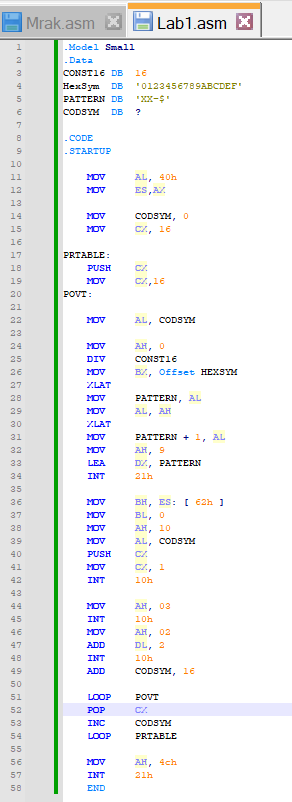 Mrak.asm Lab1.asm
1 .Model Small
2 .Data
3 CONST16 DB 16
4 HexSym DB '0123456789ABCDEF'
5 PATTERN DB 'XX-$'
6 CODSYM DB ?
7
8 .CODE
9 .STARTUP
10
11 MOV AL, 40h
12 MOV ES,AX
13
14 MOV CODSYM, 0
15 MOV CX, 16
16
17 PRTABLE:
18 PUSH CX
19 MOV CX,16
20 POVT:
21
22 MOV AL, CODSYM
23
24 MOV AH, 0
25 DIV CONST16
26 MOV BX, Offset HEXSYM
27 XLAT
28 MOV PATTERN, AL
29 MOV AL, AH
30 XLAT
31 MOV PATTERN + 1, AL
32 MOV AH, 9
33 LEA DX, PATTERN
34 INT 21h
35
36 MOV BH, ES: [ 62h ]
37 MOV BL, 0
38 MOV AH, 10
39 MOV AL, CODSYM
40 PUSH CX
41 MOV CX, 1
42 INT 10h
43
44 MOV AH, 03
45 INT 10h
46 MOV AH, 02
47 ADD DL, 2
48 INT 10h
49 ADD CODSYM, 16
50
51 LOOP POVT
52 POP CX
53 INC CODSYM
54 LOOP PRTABLE
55
56 MOV AH, 4ch
57 INT 21h
58 END